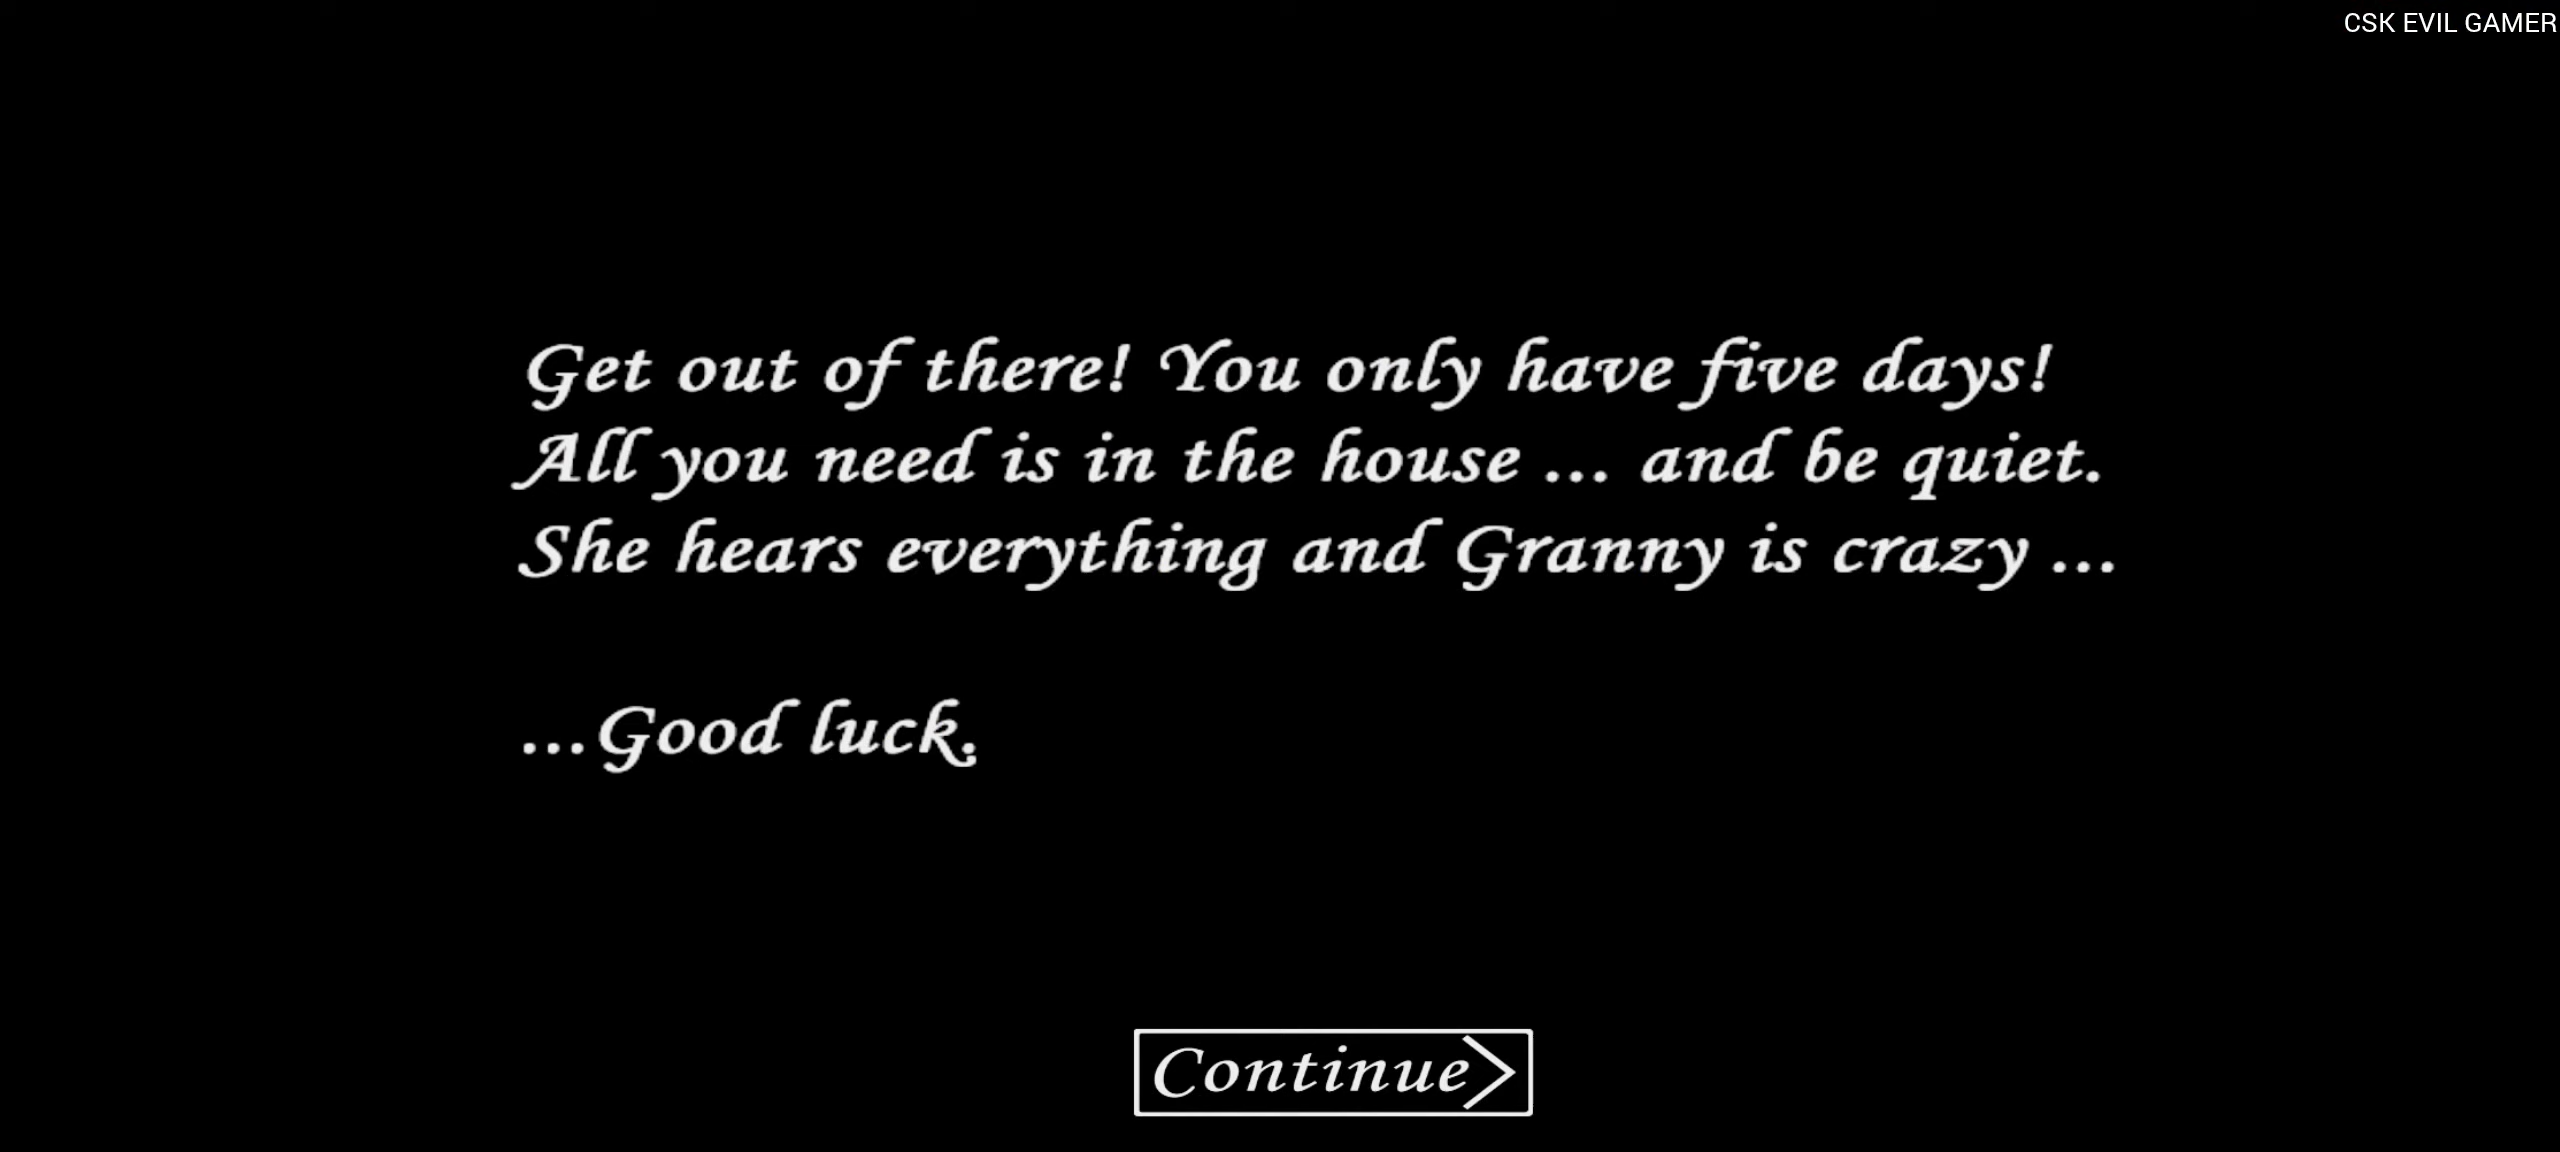 CSK EVIL GAMER
Get out of there! You only have five days!
All you need is in the house ... and be quiet.
She hears everything and Granny is crazy ...
...Good luck.
Continue>